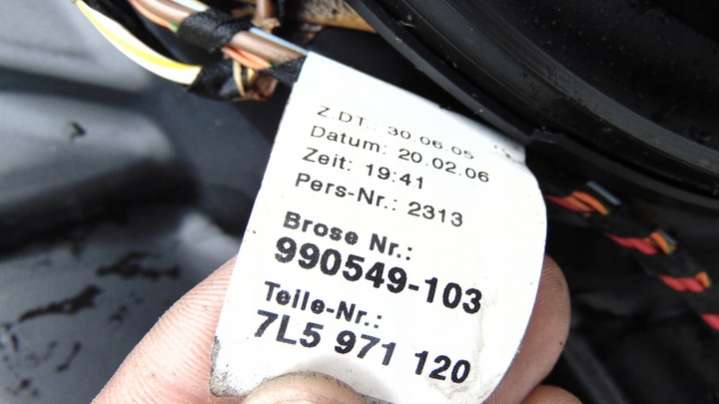 Z.DT.: 30.06.05
Datum: 20.02.06
Zeit: 19:41
Pers-Nr.: 2313
Brose Nr.:
990549-103
Teile-Nr.:
7L5 971 120